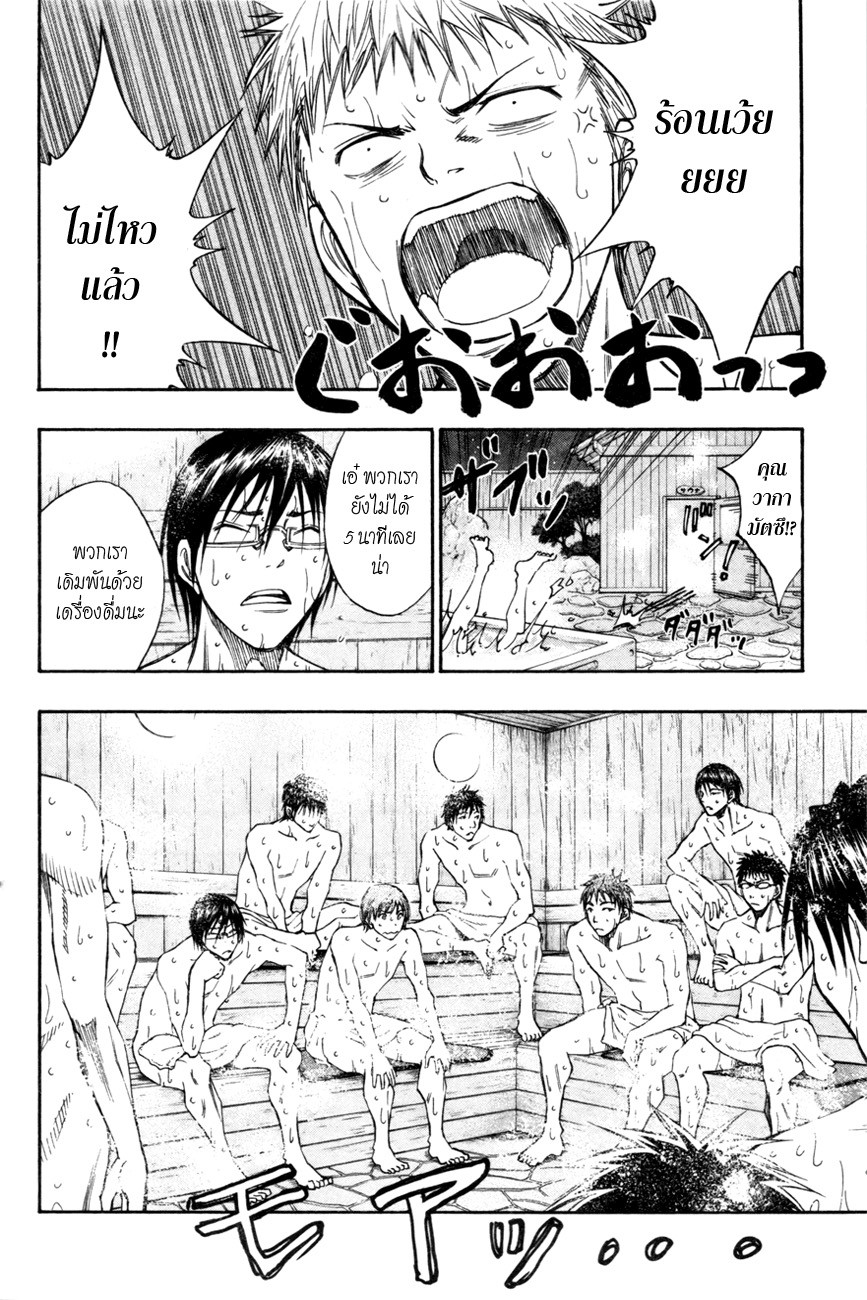 ร้อนเว้ย
ยยย
ไม่ไหว
แล้ว
!!
ぐおおおっっ
คุณ
วากา
มัตซึ!?
サウナ
ザブッ
ダダダッ
เอ๋ พวกเรา
ยังไม่ได้
5 นาทีเลย
น่า
พวกเรา
เดิมพันด้วย
เครื่องดื่มนะ
モアッ...